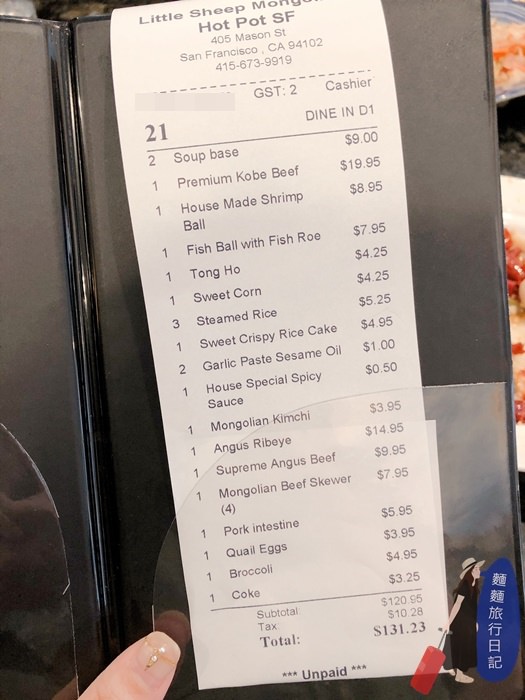 Little Sheep
Hot Pot SF
405 Mason St
San Francisco , CA 94102
415-673-9919
GST: 2 Cashier
21 DINE IN D1
2 Soup base $9.00
1 Premium Kobe Beef $19.95
1 House Made Shrimp $8.95
Ball
1 Fish Ball with Fish Roe $7.95
1 Tong Ho $4.25
1 Sweet Corn $4.25
3 Steamed Rice $5.25
1 Sweet Crispy Rice Cake $4.95
2 Garlic Paste Sesame Oil $1.00
1 House Special Spicy $0.50
Sauce
1 Mongolian Kimchi $3.95
1 Angus Ribeye $14.95
1 Supreme Angus Beef $9.95
1 Mongolian Beef Skewer $7.95
(4)
1 Pork intestine $5.95
1 Quail Eggs $3.95
1 Broccoli $4.95
1 Coke $3.25
Subtotal $120.95
Tax $10.28
Total: $131.23
*** Unpaid ***
麵麵旅行日記